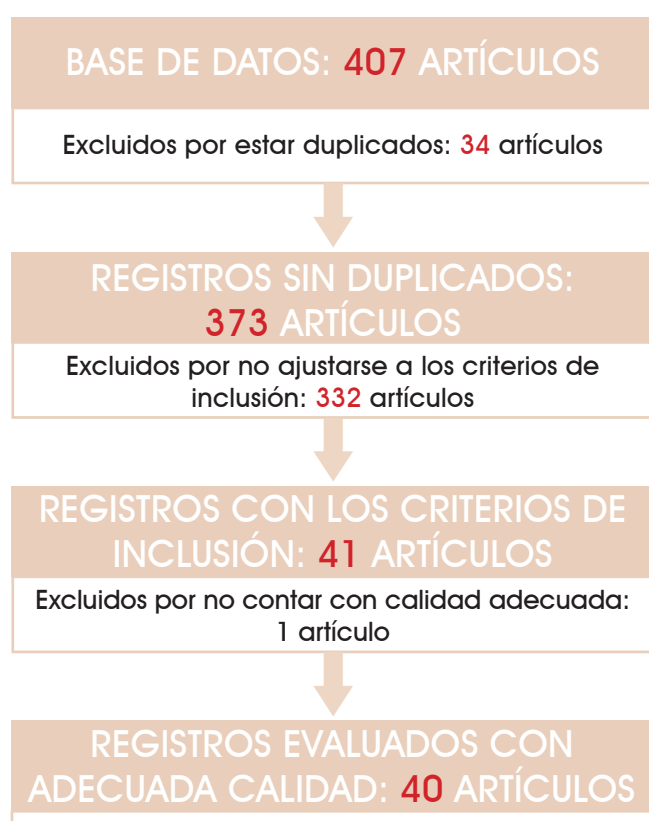 BASE DE DATOS: 407 ARTÍCULOS
Excluidos por estar duplicados: 34 artículos
REGISTROS SIN DUPLICADOS:
373 ARTÍCULOS
Excluidos por no ajustarse a los criterios de
inclusión: 332 artículos
REGISTROS CON LOS CRITERIOS DE
INCLUSIÓN: 41 ARTÍCULOS
Excluidos por no contar con calidad adecuada:
1 artículo
REGISTROS EVALUADOS CON
ADECUADA CALIDAD: 40 ARTÍCULOS